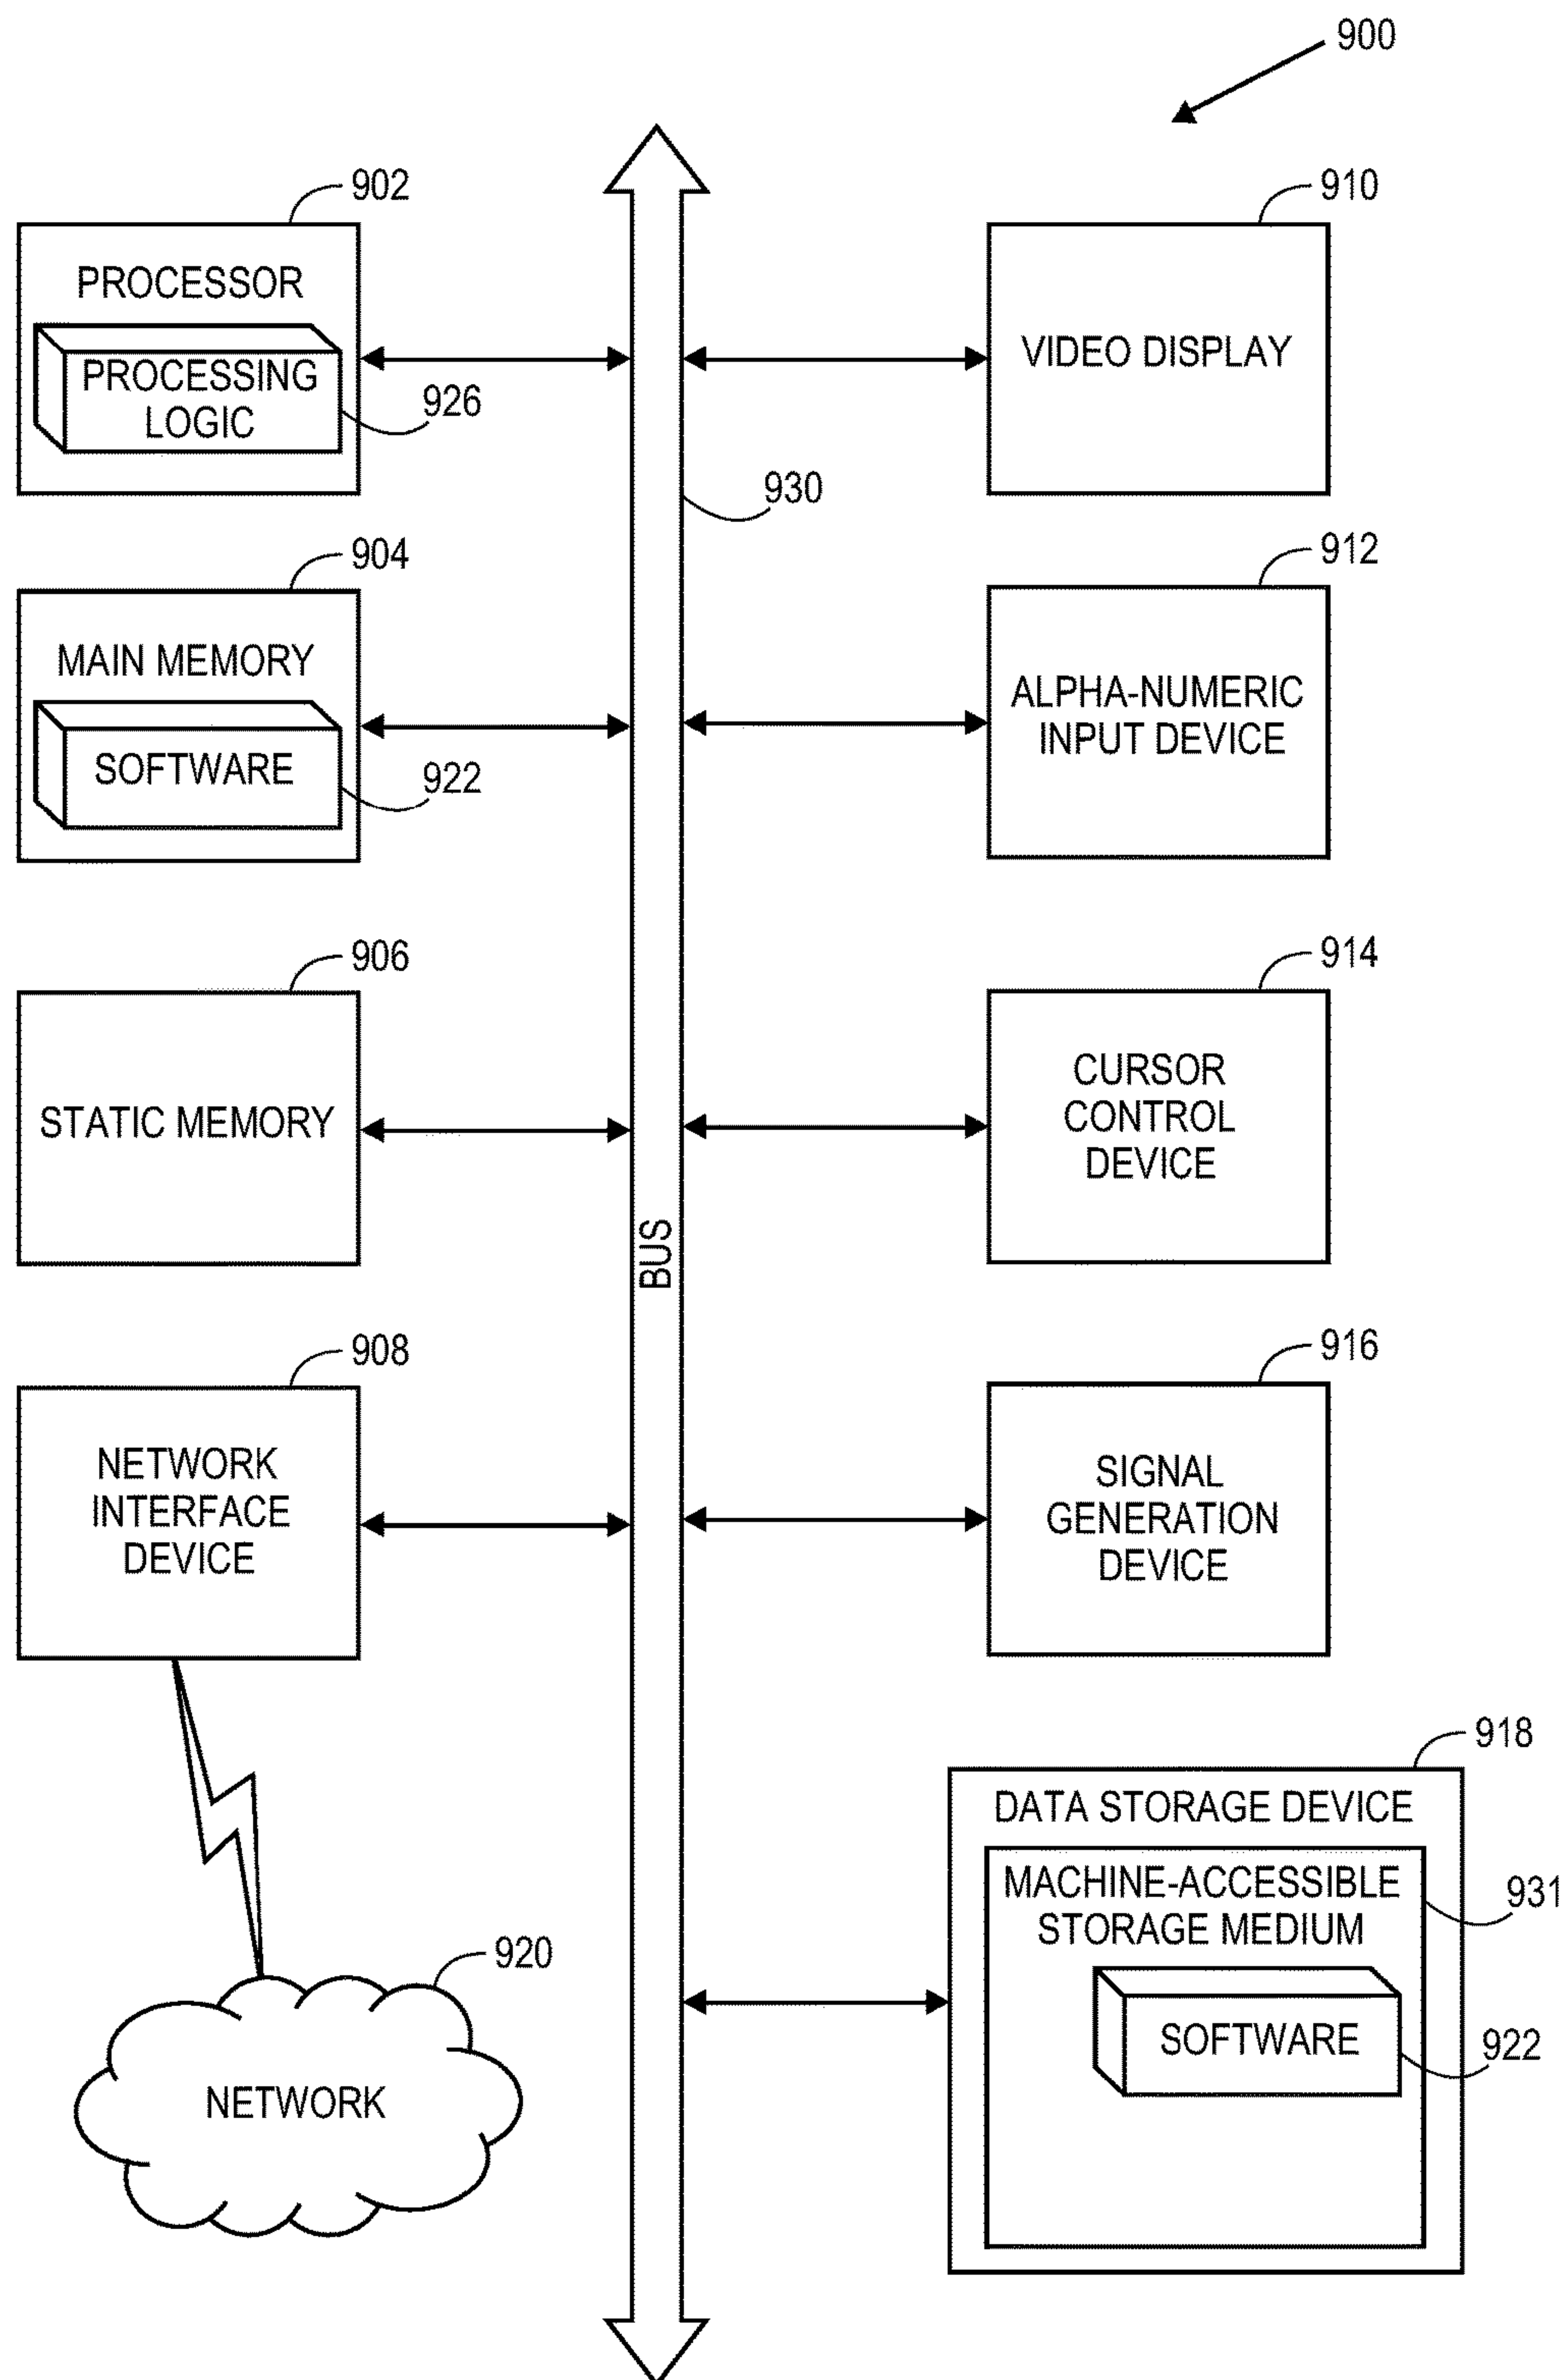 900
902
PROCESSOR
PROCESSING
LOGIC
926
910
VIDEO DISPLAY
930
904
MAIN MEMORY
SOFTWARE
922
912
ALPHA-NUMERIC
INPUT DEVICE
906
STATIC MEMORY
914
CURSOR
CONTROL
DEVICE
BUS
908
NETWORK
INTERFACE
DEVICE
916
SIGNAL
GENERATION
DEVICE
918
DATA STORAGE DEVICE
MACHINE-ACCESSIBLE
STORAGE MEDIUM
931
SOFTWARE
922
920
NETWORK